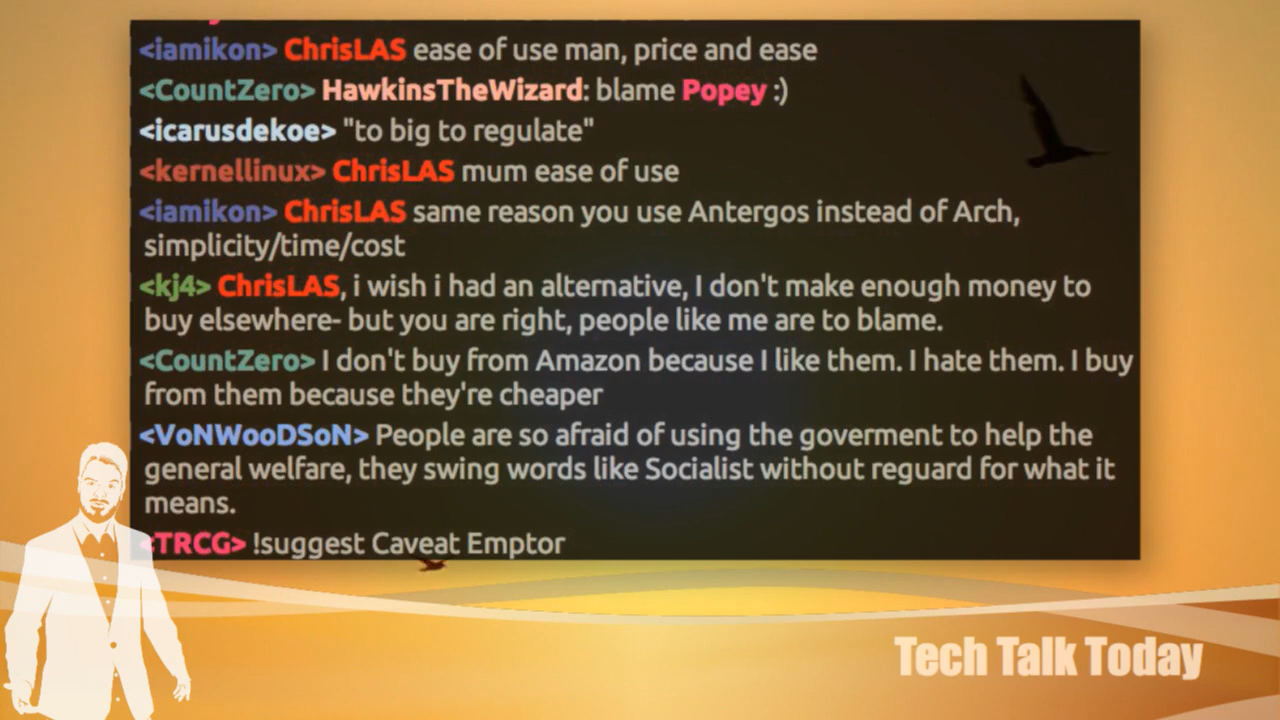 <iamikon> ChrisLAS ease of use man, price and ease
<CountZero> HawkinsTheWizard: blame Popey :)
<icarusdekoe> "to big to regulate"
<kernellinux> ChrisLAS mum ease of use
<iamikon> ChrisLAS same reason you use Antergos instead of Arch,
simplicity/time/cost
<kj4> ChrisLAS, i wish i had an alternative, I don't make enough money to
buy elsewhere- but you are right, people like me are to blame.
<CountZero> I don't buy from Amazon because I like them. I hate them. I buy
from them because they're cheaper
<VoNWooDSoN> People are so afraid of using the goverment to help the
general welfare, they swing words like Socialist without reguard for what it
means.
<TRCG> !suggest Caveat Emptor
Tech Talk Today